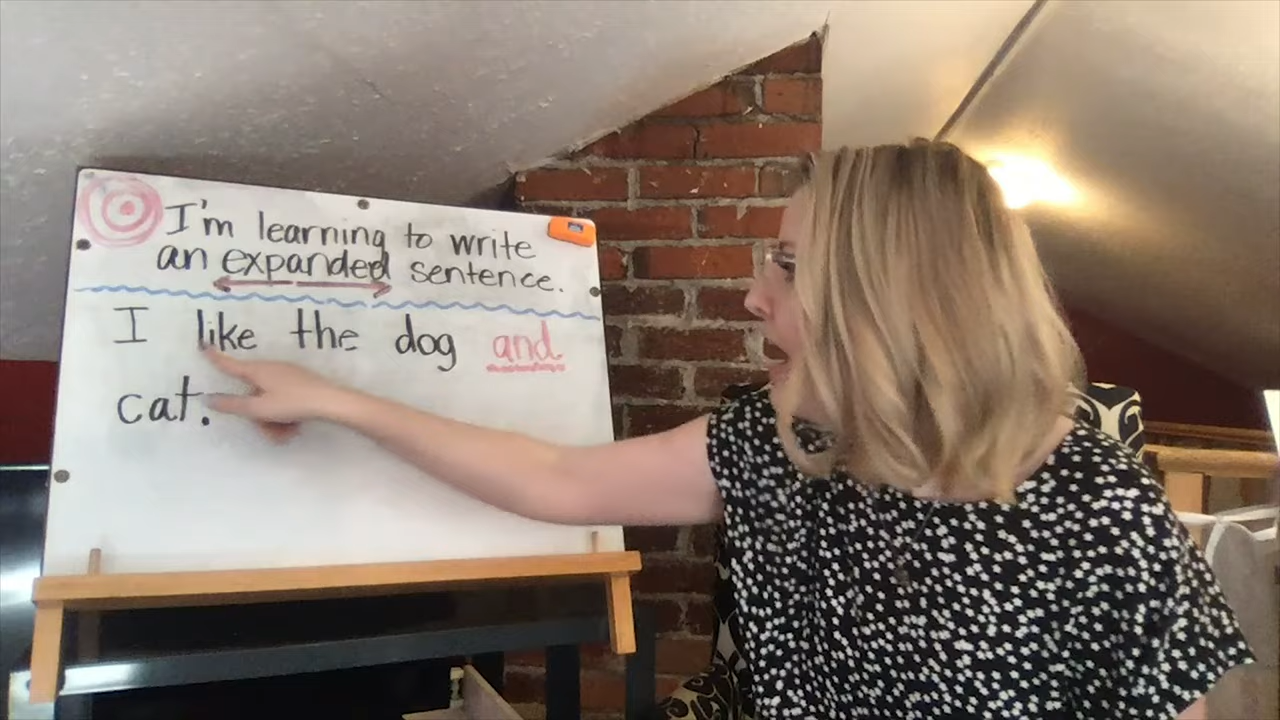 I'm learning to write
an expanded sentence.
I like the dog and
cat.